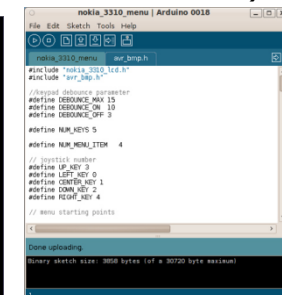 nokia_3310_menu | Arduino 0018
File Edit Sketch Tools Help
nokia_3310_menu avr_bmp.h
#include "nokia_3310_lcd.h"
#include "avr_bmp.h"
//keypad debounce parameter
#define DEBOUNCE_MAX 15
#define DEBOUNCE_ON 10
#define DEBOUNCE_OFF 3
#define NUM_KEYS 5
#define NUM_MENU_ITEM 4
// joystick number
#define UP_KEY 3
#define LEFT_KEY 0
#define CENTER_KEY 1
#define DOWN_KEY 2
#define RIGHT_KEY 4
// menu starting points
Done uploading.
Binary sketch size: 3858 bytes (of a 30720 byte maximum)